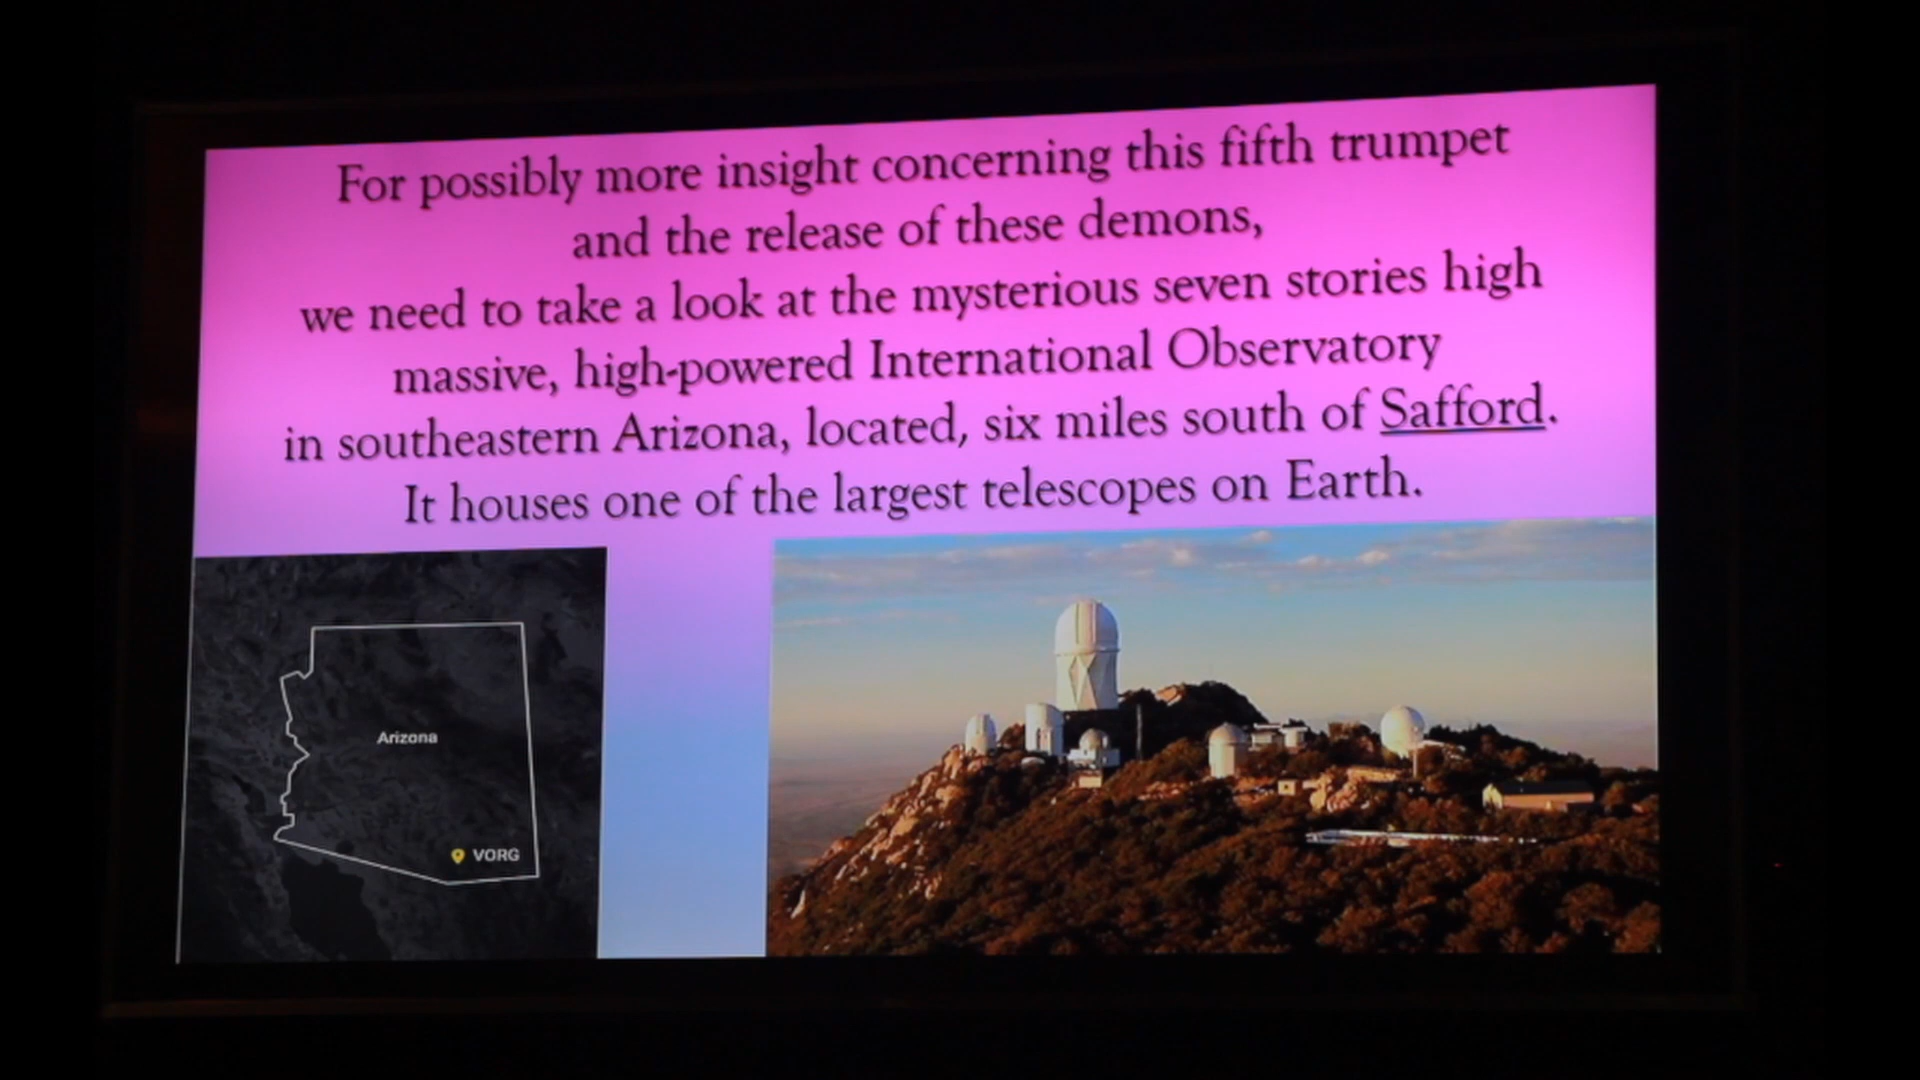 For possibly more insight concerning this fifth trumpet
and the release of these demons,
we need to take a look at the mysterious seven stories high
massive, high-powered International Observatory
in southeastern Arizona, located, six miles south of Safford.
It houses one of the largest telescopes on Earth.
Arizona
VORG